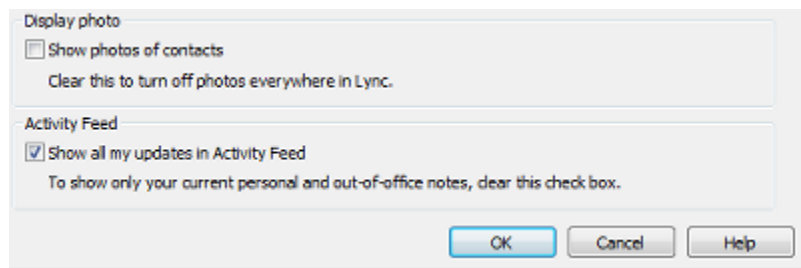 Display photo
Show photos of contacts
Clear this to turn off photos everywhere in Lync.
Activity Feed
Show all my updates in Activity Feed
To show only your current personal and out-of-office notes, clear this check box.
OK Cancel Help